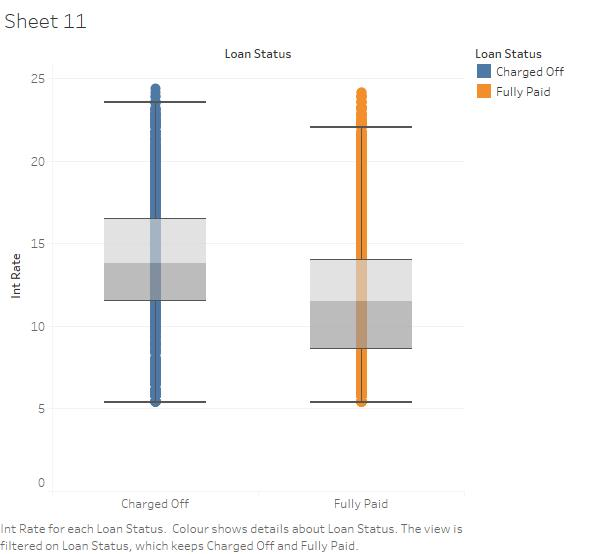 Sheet 11
Loan Status
Loan Status
Charged Off
Fully Paid
25
20
15
10
5
0
Int Rate
Charged Off
Fully Paid
Int Rate for each Loan Status.  Colour shows details about Loan Status. The view is
filtered on Loan Status, which keeps Charged Off and Fully Paid.